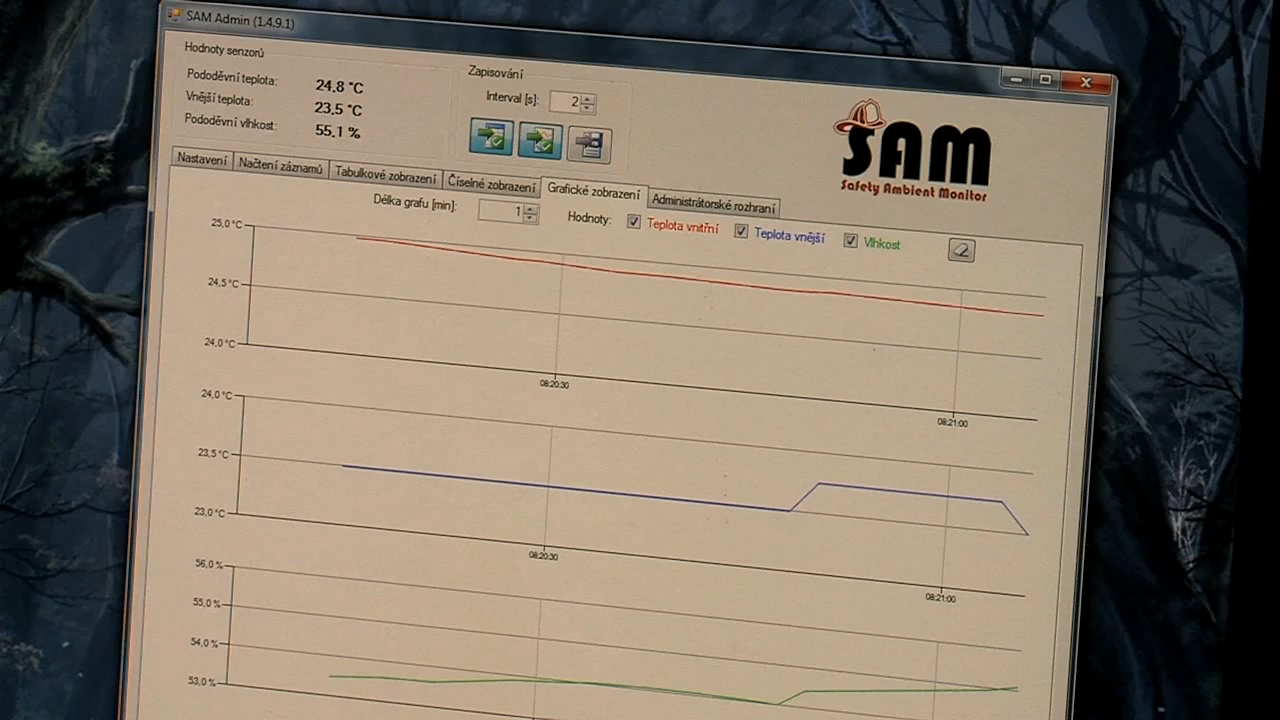 SAM Admin (1.4.9.1)
Hodnoty senzorů
Pododěvní teplota: 24,8 °C
Vnější teplota: 23,5 °C
Pododěvní vlhkost: 55,1 %
Zapisování
Interval [s]: 2
SAM
Safety Ambient Monitor
Nastavení Načtení záznamů Tabulkové zobrazení Číselné zobrazení Grafické zobrazení Administrátorské rozhraní
Délka grafu [min]: 1 Hodnoty: Teplota vnitřní Teplota vnější Vlhkost
25,0 °C
24,5 °C
24,0 °C
08:20:30 08:21:00
24,0 °C
23,5 °C
23,0 °C
08:20:30 08:21:00
56,0 %
55,0 %
54,0 %
53,0 %